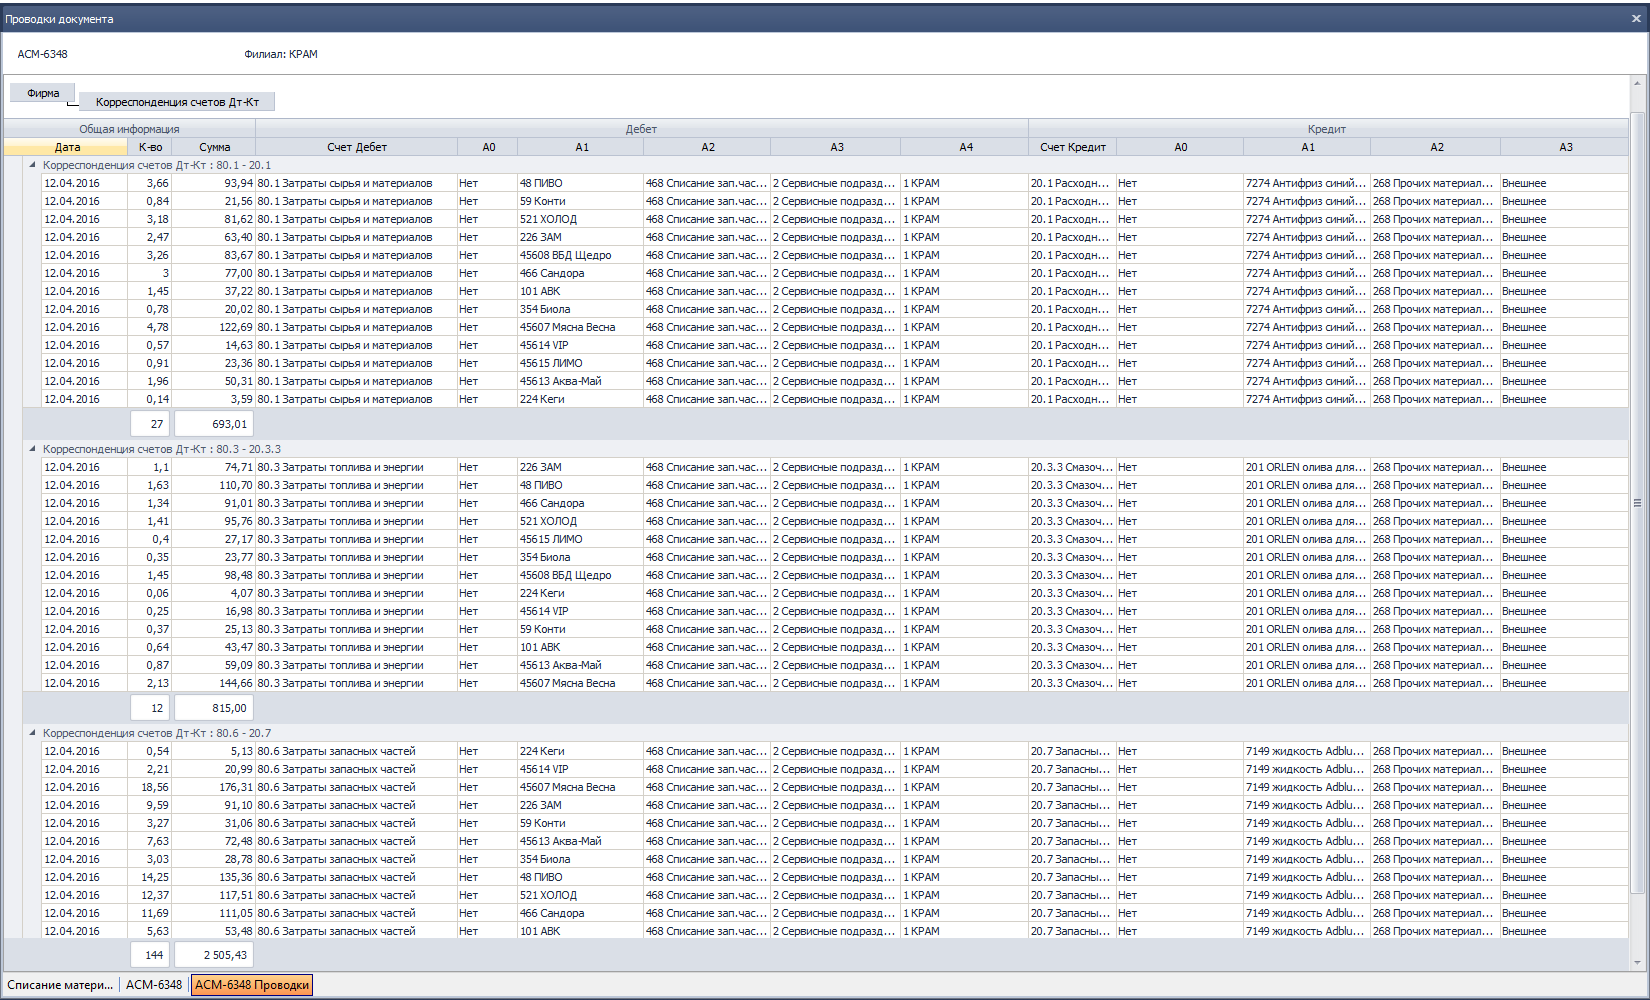 Проводки документа
АСМ-6348 Филиал: КРАМ
Фирма
Корреспонденция счетов Дт-Кт
Общая информация Дебет Кредит
Дата К-во Сумма Счет Дебет А0 А1 А2 А3 А4 Счет Кредит А0 А1 А2 А3
Корреспонденция счетов Дт-Кт : 80.1 - 20.1
12.04.2016 3,66 93,94 80.1 Затраты сырья и материалов Нет 48 ПИВО 468 Списание зап.час... 2 Сервисные подразд... 1 КРАМ 20.1 Расходн... Нет 7274 Антифриз синий... 268 Прочих материал... Внешнее
12.04.2016 0,84 21,56 80.1 Затраты сырья и материалов Нет 59 Конти 468 Списание зап.час... 2 Сервисные подразд... 1 КРАМ 20.1 Расходн... Нет 7274 Антифриз синий... 268 Прочих материал... Внешнее
12.04.2016 3,18 81,62 80.1 Затраты сырья и материалов Нет 521 ХОЛОД 468 Списание зап.час... 2 Сервисные подразд... 1 КРАМ 20.1 Расходн... Нет 7274 Антифриз синий... 268 Прочих материал... Внешнее
12.04.2016 2,47 63,40 80.1 Затраты сырья и материалов Нет 226 ЗАМ 468 Списание зап.час... 2 Сервисные подразд... 1 КРАМ 20.1 Расходн... Нет 7274 Антифриз синий... 268 Прочих материал... Внешнее
12.04.2016 3,26 83,67 80.1 Затраты сырья и материалов Нет 45608 ВБД Щедро 468 Списание зап.час... 2 Сервисные подразд... 1 КРАМ 20.1 Расходн... Нет 7274 Антифриз синий... 268 Прочих материал... Внешнее
12.04.2016 3 77,00 80.1 Затраты сырья и материалов Нет 466 Сандора 468 Списание зап.час... 2 Сервисные подразд... 1 КРАМ 20.1 Расходн... Нет 7274 Антифриз синий... 268 Прочих материал... Внешнее
12.04.2016 1,45 37,22 80.1 Затраты сырья и материалов Нет 101 АВК 468 Списание зап.час... 2 Сервисные подразд... 1 КРАМ 20.1 Расходн... Нет 7274 Антифриз синий... 268 Прочих материал... Внешнее
12.04.2016 0,78 20,02 80.1 Затраты сырья и материалов Нет 354 Биола 468 Списание зап.час... 2 Сервисные подразд... 1 КРАМ 20.1 Расходн... Нет 7274 Антифриз синий... 268 Прочих материал... Внешнее
12.04.2016 4,78 122,69 80.1 Затраты сырья и материалов Нет 45607 Мясна Весна 468 Списание зап.час... 2 Сервисные подразд... 1 КРАМ 20.1 Расходн... Нет 7274 Антифриз синий... 268 Прочих материал... Внешнее
12.04.2016 0,57 14,63 80.1 Затраты сырья и материалов Нет 45614 VIP 468 Списание зап.час... 2 Сервисные подразд... 1 КРАМ 20.1 Расходн... Нет 7274 Антифриз синий... 268 Прочих материал... Внешнее
12.04.2016 0,91 23,36 80.1 Затраты сырья и материалов Нет 45615 ЛИМО 468 Списание зап.час... 2 Сервисные подразд... 1 КРАМ 20.1 Расходн... Нет 7274 Антифриз синий... 268 Прочих материал... Внешнее
12.04.2016 1,96 50,31 80.1 Затраты сырья и материалов Нет 45613 Аква-Май 468 Списание зап.час... 2 Сервисные подразд... 1 КРАМ 20.1 Расходн... Нет 7274 Антифриз синий... 268 Прочих материал... Внешнее
12.04.2016 0,14 3,59 80.1 Затраты сырья и материалов Нет 224 Кеги 468 Списание зап.час... 2 Сервисные подразд... 1 КРАМ 20.1 Расходн... Нет 7274 Антифриз синий... 268 Прочих материал... Внешнее
27 693,01
Корреспонденция счетов Дт-Кт : 80.3 - 20.3.3
12.04.2016 1,1 74,71 80.3 Затраты топлива и энергии Нет 226 ЗАМ 468 Списание зап.час... 2 Сервисные подразд... 1 КРАМ 20.3.3 Смазоч... Нет 201 ORLEN олива для... 268 Прочих материал... Внешнее
12.04.2016 1,63 110,70 80.3 Затраты топлива и энергии Нет 48 ПИВО 468 Списание зап.час... 2 Сервисные подразд... 1 КРАМ 20.3.3 Смазоч... Нет 201 ORLEN олива для... 268 Прочих материал... Внешнее
12.04.2016 1,34 91,01 80.3 Затраты топлива и энергии Нет 466 Сандора 468 Списание зап.час... 2 Сервисные подразд... 1 КРАМ 20.3.3 Смазоч... Нет 201 ORLEN олива для... 268 Прочих материал... Внешнее
12.04.2016 1,41 95,76 80.3 Затраты топлива и энергии Нет 521 ХОЛОД 468 Списание зап.час... 2 Сервисные подразд... 1 КРАМ 20.3.3 Смазоч... Нет 201 ORLEN олива для... 268 Прочих материал... Внешнее
12.04.2016 0,4 27,17 80.3 Затраты топлива и энергии Нет 45615 ЛИМО 468 Списание зап.час... 2 Сервисные подразд... 1 КРАМ 20.3.3 Смазоч... Нет 201 ORLEN олива для... 268 Прочих материал... Внешнее
12.04.2016 0,35 23,77 80.3 Затраты топлива и энергии Нет 354 Биола 468 Списание зап.час... 2 Сервисные подразд... 1 КРАМ 20.3.3 Смазоч... Нет 201 ORLEN олива для... 268 Прочих материал... Внешнее
12.04.2016 1,45 98,48 80.3 Затраты топлива и энергии Нет 45608 ВБД Щедро 468 Списание зап.час... 2 Сервисные подразд... 1 КРАМ 20.3.3 Смазоч... Нет 201 ORLEN олива для... 268 Прочих материал... Внешнее
12.04.2016 0,06 4,07 80.3 Затраты топлива и энергии Нет 224 Кеги 468 Списание зап.час... 2 Сервисные подразд... 1 КРАМ 20.3.3 Смазоч... Нет 201 ORLEN олива для... 268 Прочих материал... Внешнее
12.04.2016 0,25 16,98 80.3 Затраты топлива и энергии Нет 45614 VIP 468 Списание зап.час... 2 Сервисные подразд... 1 КРАМ 20.3.3 Смазоч... Нет 201 ORLEN олива для... 268 Прочих материал... Внешнее
12.04.2016 0,37 25,13 80.3 Затраты топлива и энергии Нет 59 Конти 468 Списание зап.час... 2 Сервисные подразд... 1 КРАМ 20.3.3 Смазоч... Нет 201 ORLEN олива для... 268 Прочих материал... Внешнее
12.04.2016 0,64 43,47 80.3 Затраты топлива и энергии Нет 101 АВК 468 Списание зап.час... 2 Сервисные подразд... 1 КРАМ 20.3.3 Смазоч... Нет 201 ORLEN олива для... 268 Прочих материал... Внешнее
12.04.2016 0,87 59,09 80.3 Затраты топлива и энергии Нет 45613 Аква-Май 468 Списание зап.час... 2 Сервисные подразд... 1 КРАМ 20.3.3 Смазоч... Нет 201 ORLEN олива для... 268 Прочих материал... Внешнее
12.04.2016 2,13 144,66 80.3 Затраты топлива и энергии Нет 45607 Мясна Весна 468 Списание зап.час... 2 Сервисные подразд... 1 КРАМ 20.3.3 Смазоч... Нет 201 ORLEN олива для... 268 Прочих материал... Внешнее
12 815,00
Корреспонденция счетов Дт-Кт : 80.6 - 20.7
12.04.2016 0,54 5,13 80.6 Затраты запасных частей Нет 224 Кеги 468 Списание зап.час... 2 Сервисные подразд... 1 КРАМ 20.7 Запасны... Нет 7149 жидкость Adblu... 268 Прочих материал... Внешнее
12.04.2016 2,21 20,99 80.6 Затраты запасных частей Нет 45614 VIP 468 Списание зап.час... 2 Сервисные подразд... 1 КРАМ 20.7 Запасны... Нет 7149 жидкость Adblu... 268 Прочих материал... Внешнее
12.04.2016 18,56 176,31 80.6 Затраты запасных частей Нет 45607 Мясна Весна 468 Списание зап.час... 2 Сервисные подразд... 1 КРАМ 20.7 Запасны... Нет 7149 жидкость Adblu... 268 Прочих материал... Внешнее
12.04.2016 9,59 91,10 80.6 Затраты запасных частей Нет 226 ЗАМ 468 Списание зап.час... 2 Сервисные подразд... 1 КРАМ 20.7 Запасны... Нет 7149 жидкость Adblu... 268 Прочих материал... Внешнее
12.04.2016 3,27 31,06 80.6 Затраты запасных частей Нет 59 Конти 468 Списание зап.час... 2 Сервисные подразд... 1 КРАМ 20.7 Запасны... Нет 7149 жидкость Adblu... 268 Прочих материал... Внешнее
12.04.2016 7,63 72,48 80.6 Затраты запасных частей Нет 45613 Аква-Май 468 Списание зап.час... 2 Сервисные подразд... 1 КРАМ 20.7 Запасны... Нет 7149 жидкость Adblu... 268 Прочих материал... Внешнее
12.04.2016 3,03 28,78 80.6 Затраты запасных частей Нет 354 Биола 468 Списание зап.час... 2 Сервисные подразд... 1 КРАМ 20.7 Запасны... Нет 7149 жидкость Adblu... 268 Прочих материал... Внешнее
12.04.2016 14,25 135,36 80.6 Затраты запасных частей Нет 48 ПИВО 468 Списание зап.час... 2 Сервисные подразд... 1 КРАМ 20.7 Запасны... Нет 7149 жидкость Adblu... 268 Прочих материал... Внешнее
12.04.2016 12,37 117,51 80.6 Затраты запасных частей Нет 521 ХОЛОД 468 Списание зап.час... 2 Сервисные подразд... 1 КРАМ 20.7 Запасны... Нет 7149 жидкость Adblu... 268 Прочих материал... Внешнее
12.04.2016 11,69 111,05 80.6 Затраты запасных частей Нет 466 Сандора 468 Списание зап.час... 2 Сервисные подразд... 1 КРАМ 20.7 Запасны... Нет 7149 жидкость Adblu... 268 Прочих материал... Внешнее
12.04.2016 5,63 53,48 80.6 Затраты запасных частей Нет 101 АВК 468 Списание зап.час... 2 Сервисные подразд... 1 КРАМ 20.7 Запасны... Нет 7149 жидкость Adblu... 268 Прочих материал... Внешнее
144 2 505,43
Списание матери... АСМ-6348 АСМ-6348 Проводки